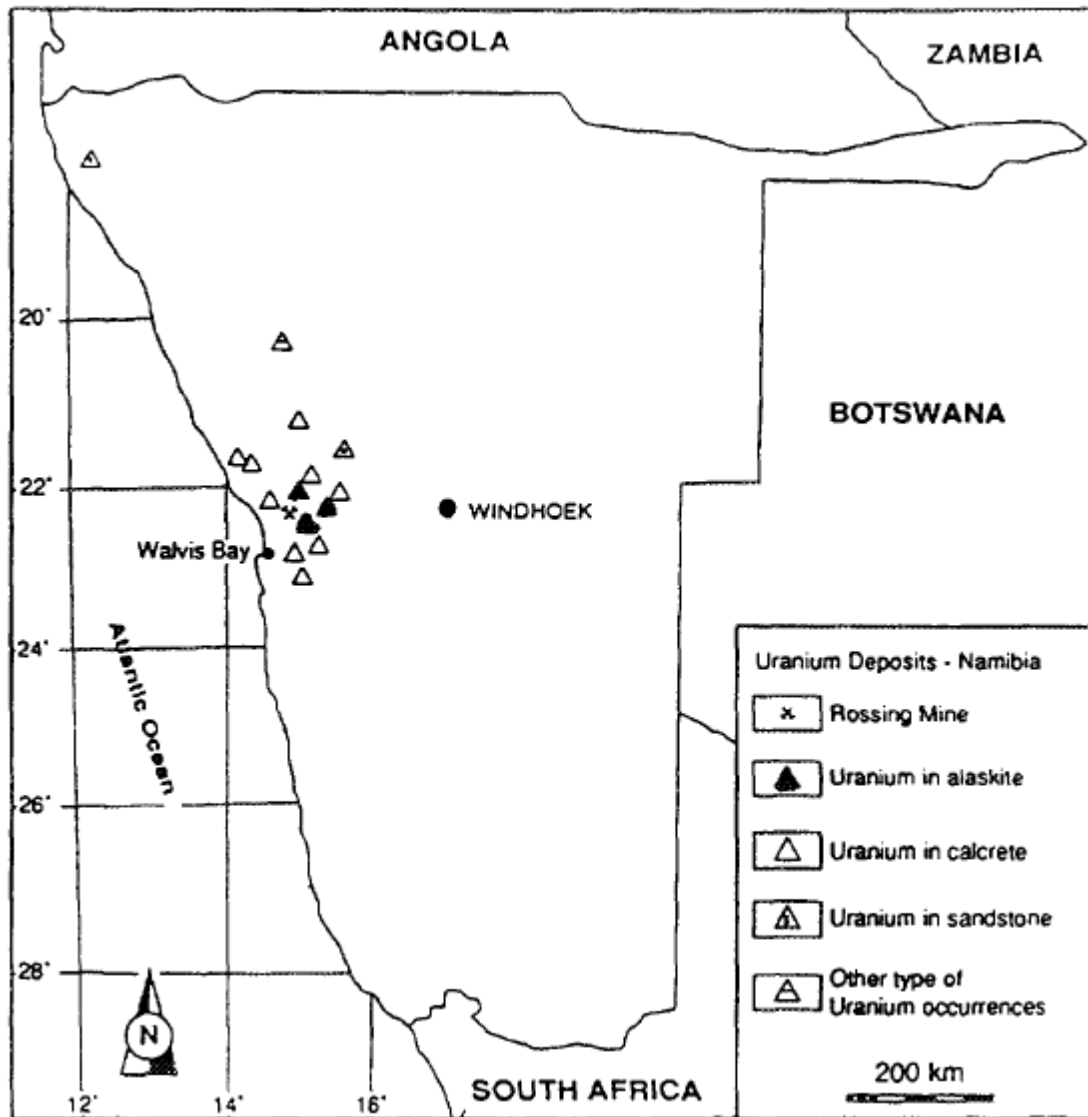 ANGOLA
ZAMBIA
20°
BOTSWANA
22°
WINDHOEK
Walvis Bay
24°
Atlantic Ocean
26°
28°
N
12°
14°
16°
SOUTH AFRICA
Uranium Deposits - Namibia
Rossing Mine
Uranium in alaskite
Uranium in calcrete
Uranium in sandstone
Other type of
Uranium occurrences
200 km